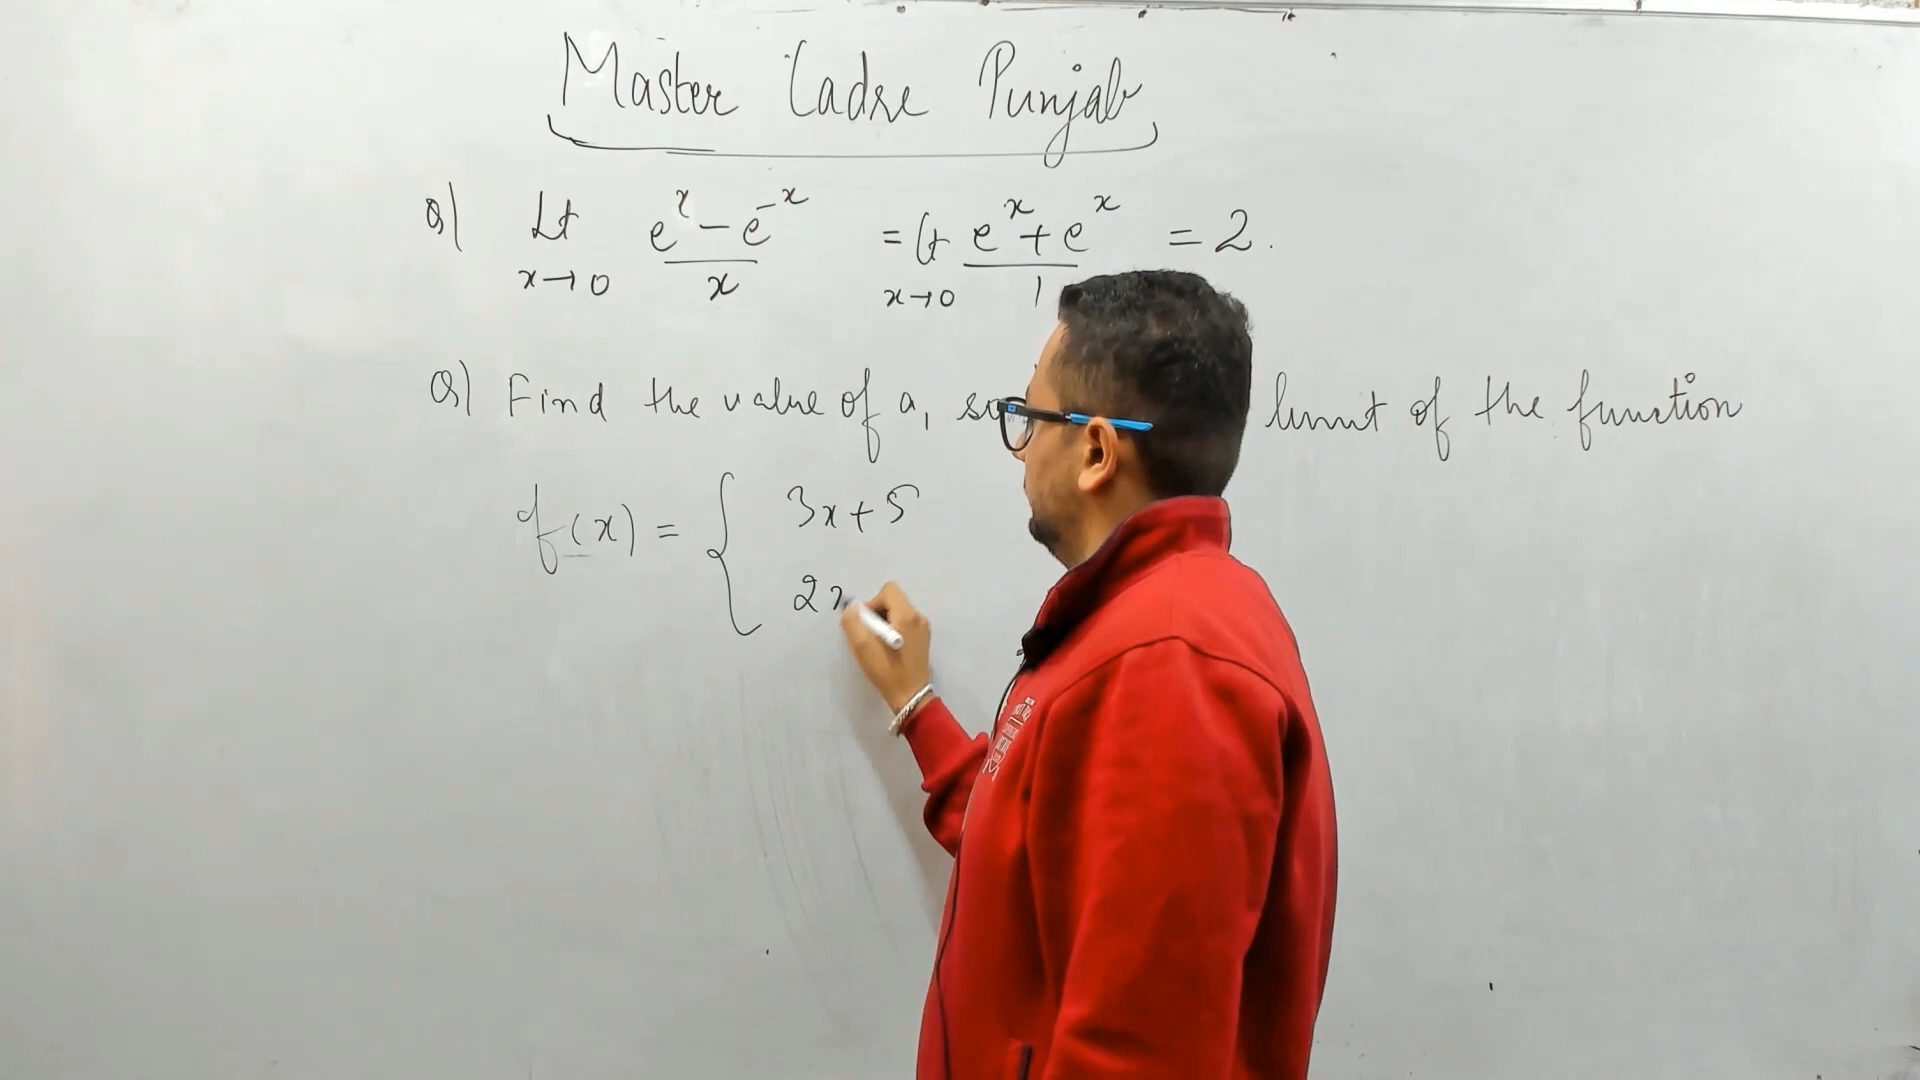 Master Cadre Punjab
Q) Lt x→0 (e^x - e^-x)/x = Lt x→0 (e^x + e^x)/1 = 2.
Q) Find the value of a, so limit of the function
f(x) = { 3x+5
2x